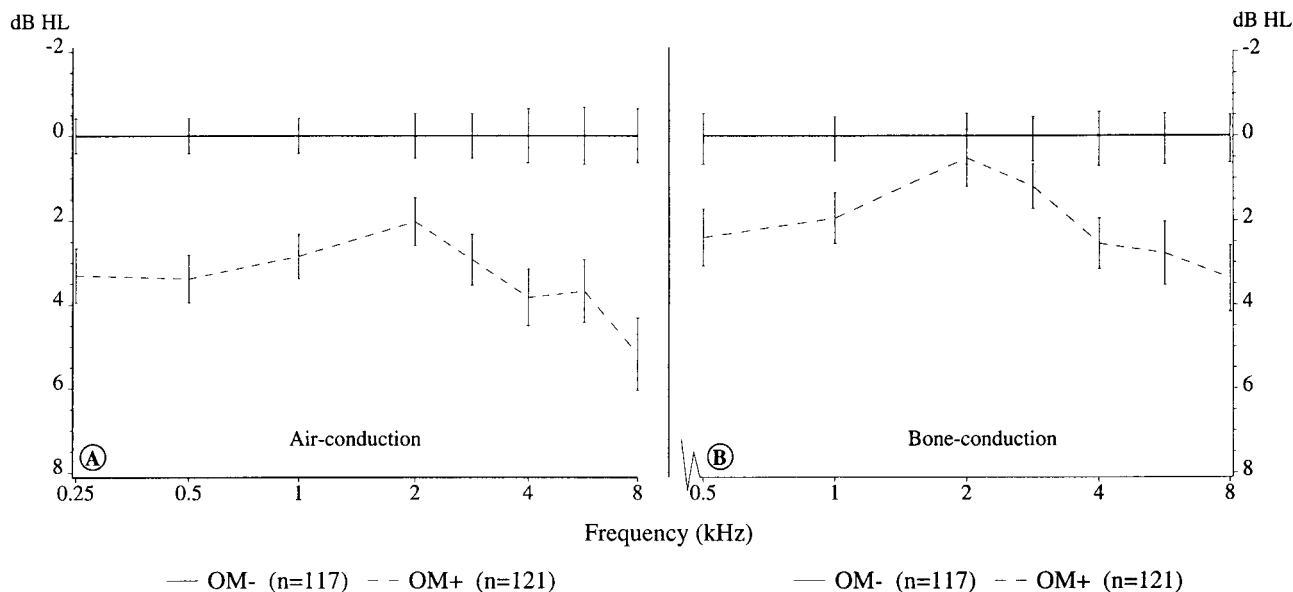 dB HL
-2
0
2
4
6
8
0.25 0.5 1 2 4 8
Air-conduction
A
dB HL
-2
0
2
4
6
8
0.5 1 2 4 8
Bone-conduction
B
Frequency (kHz)
OM- (n=117) OM+ (n=121)
OM- (n=117) OM+ (n=121)